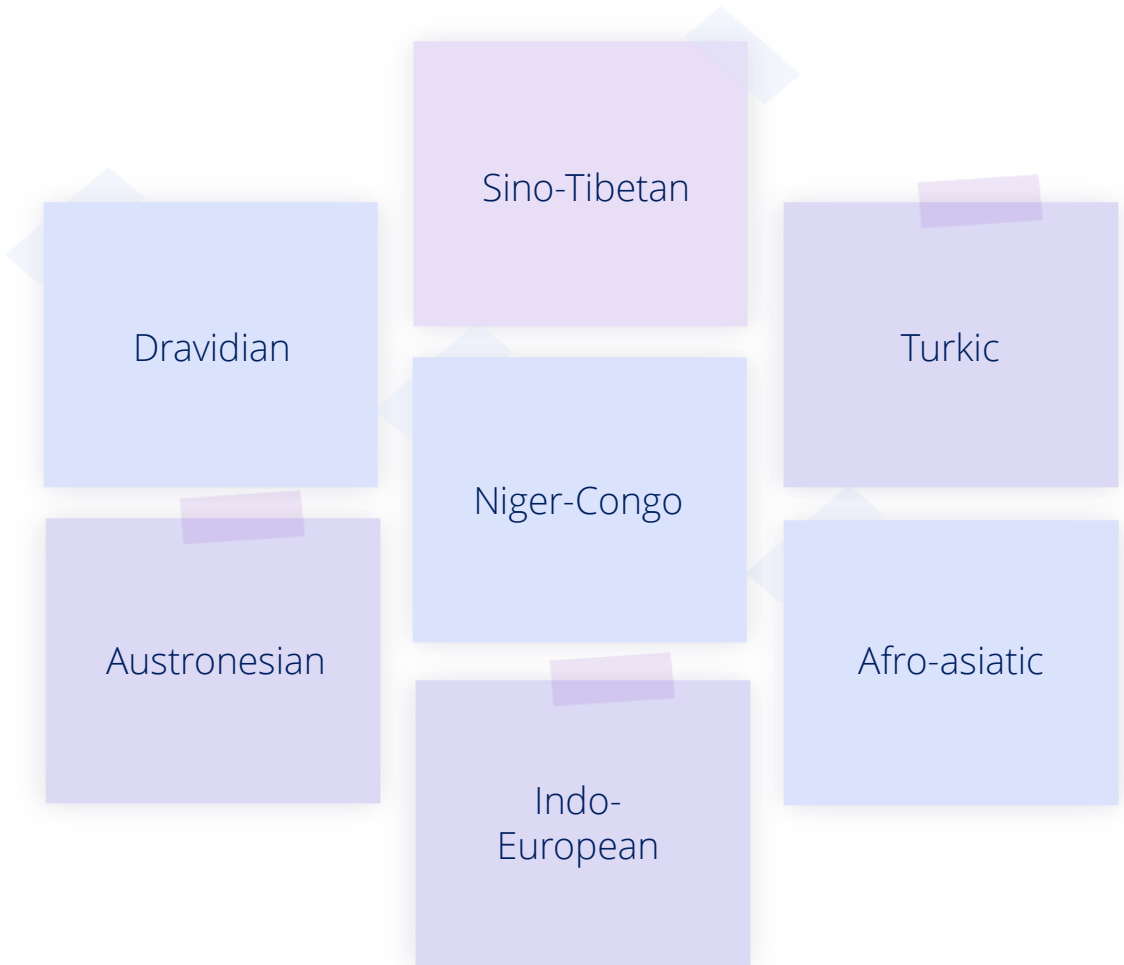 Sino-Tibetan
Dravidian
Turkic
Niger-Congo
Austronesian
Afro-asiatic
Indo-
European